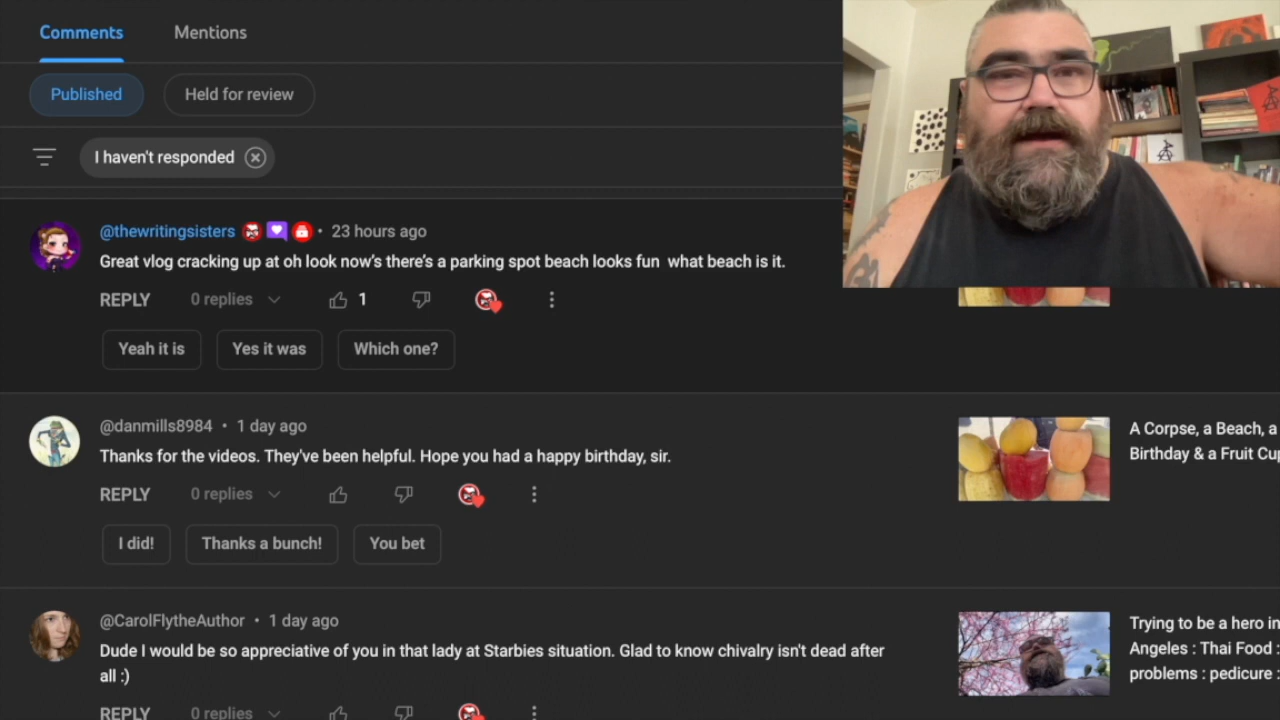 Comments
Mentions
Published
Held for review
I haven't responded
@thewritingsisters • 23 hours ago
Great vlog cracking up at oh look now's there's a parking spot beach looks fun what beach is it.
REPLY 0 replies 1
Yeah it is
Yes it was
Which one?
@danmills8984 • 1 day ago
Thanks for the videos. They've been helpful. Hope you had a happy birthday, sir.
A Corpse, a Beach, a
Birthday & a Fruit Cup
REPLY 0 replies
I did!
Thanks a bunch!
You bet
@CarolFlytheAuthor • 1 day ago
Dude I would be so appreciative of you in that lady at Starbies situation. Glad to know chivalry isn't dead after
all :)
Trying to be a hero in
Angeles : Thai Food :
problems : pedicure :
REPLY 0 replies